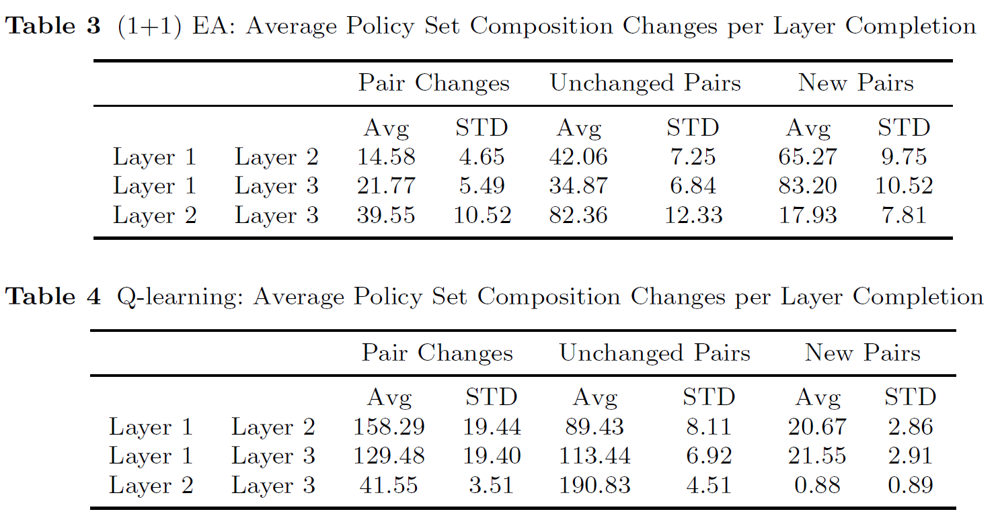 Table 3 (1+1) EA: Average Policy Set Composition Changes per Layer Completion
Pair Changes Unchanged Pairs New Pairs
Avg STD Avg STD Avg STD
Layer 1 Layer 2 14.58 4.65 42.06 7.25 65.27 9.75
Layer 1 Layer 3 21.77 5.49 34.87 6.84 83.20 10.52
Layer 2 Layer 3 39.55 10.52 82.36 12.33 17.93 7.81
Table 4 Q-learning: Average Policy Set Composition Changes per Layer Completion
Pair Changes Unchanged Pairs New Pairs
Avg STD Avg STD Avg STD
Layer 1 Layer 2 158.29 19.44 89.43 8.11 20.67 2.86
Layer 1 Layer 3 129.48 19.40 113.44 6.92 21.55 2.91
Layer 2 Layer 3 41.55 3.51 190.83 4.51 0.88 0.89